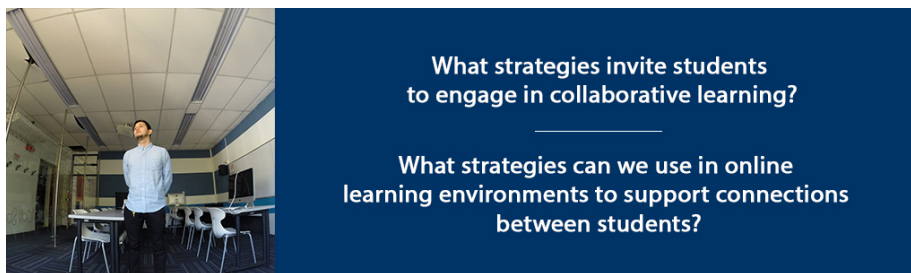 What strategies invite students
to engage in collaborative learning?
What strategies can we use in online
learning environments to support connections
between students?